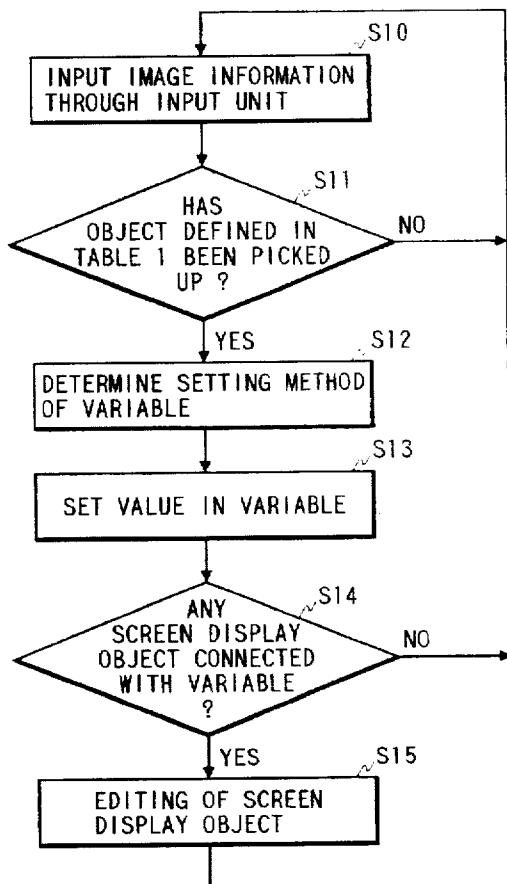 S10
INPUT IMAGE INFORMATION
THROUGH INPUT UNIT
S11
HAS
OBJECT DEFINED IN
TABLE 1 BEEN PICKED
UP ?
NO
YES
S12
DETERMINE SETTING METHOD
OF VARIABLE
S13
SET VALUE IN VARIABLE
S14
ANY
SCREEN DISPLAY
OBJECT CONNECTED
WITH VARIABLE
?
NO
YES
S15
EDITING OF SCREEN
DISPLAY OBJECT